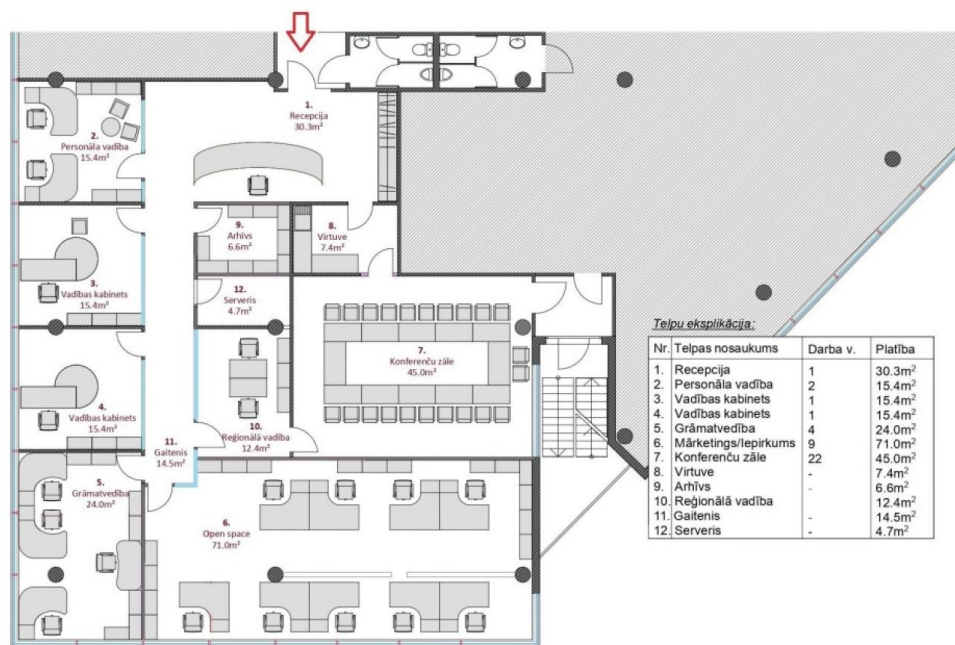 1.
Recepcija
30.3m²
2.
Personāla vadība
15.4m²
9.
Arhīvs
6.6m²
8.
Virtuve
7.4m²
3.
Vadības kabinets
15.4m²
12.
Serveris
4.7m²
7.
Konferenču zāle
45.0m²
4.
Vadības kabinets
15.4m²
10.
Reģionālā vadība
12.4m²
11.
Gaitenis
14.5m²
5.
Grāmatvedība
24.0m²
6.
Open space
71.0m²
Telpu eksplikācija:
Nr. Telpas nosaukums Darba v. Platība
1. Recepcija 1 30.3m²
2. Personāla vadība 2 15.4m²
3. Vadības kabinets 1 15.4m²
4. Vadības kabinets 1 15.4m²
5. Grāmatvedība 4 24.0m²
6. Mārketings/Iepirkums 9 71.0m²
7. Konferenču zāle 22 45.0m²
8. Virtuve - 7.4m²
9. Arhīvs - 6.6m²
10. Reģionālā vadība 12.4m²
11. Gaitenis - 14.5m²
12. Serveris - 4.7m²